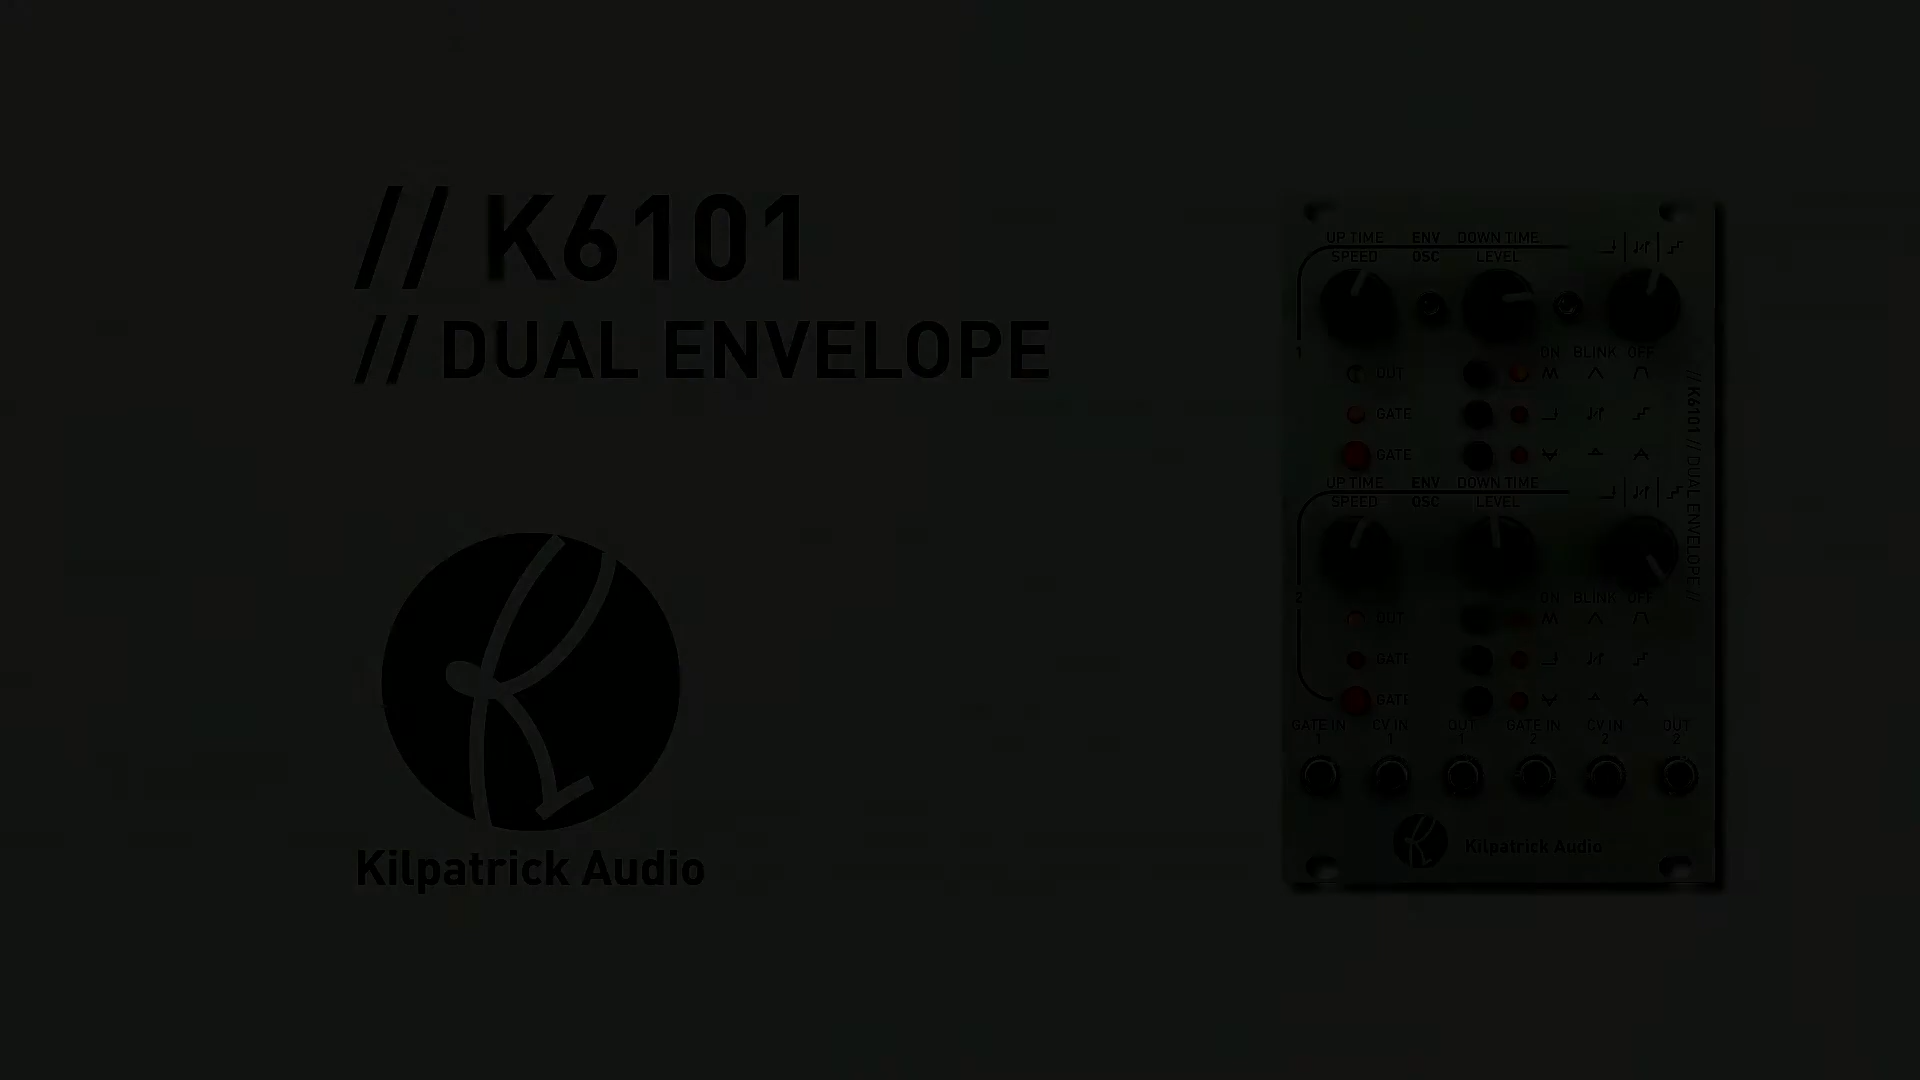 // K6101
// DUAL ENVELOPE
Kilpatrick Audio
UP TIME ENV DOWN TIME
SPEED OSC LEVEL
1
ON BLINK OFF
OUT
GATE
GATE
UP TIME ENV DOWN TIME
SPEED OSC LEVEL
2
ON BLINK OFF
OUT
GATE
GATE
// K6101 // DUAL ENVELOPE //
GATE IN CV IN OUT GATE IN CV IN OUT
1 1 1 2 2 2
Kilpatrick Audio